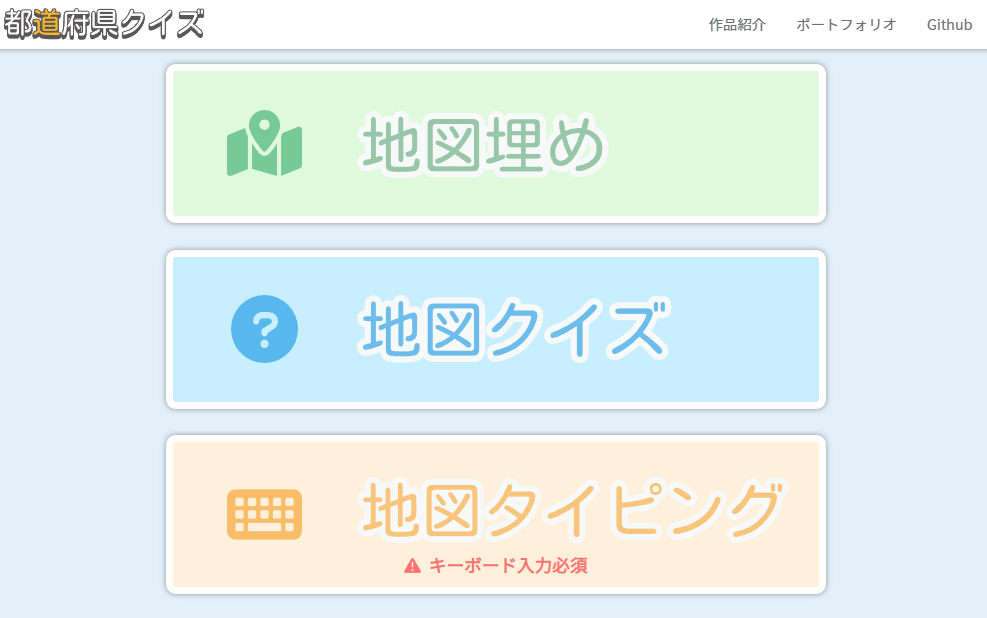 都道府県クイズ
作品紹介 ポートフォリオ Github
地図埋め
地図クイズ
地図タイピング
キーボード入力必須